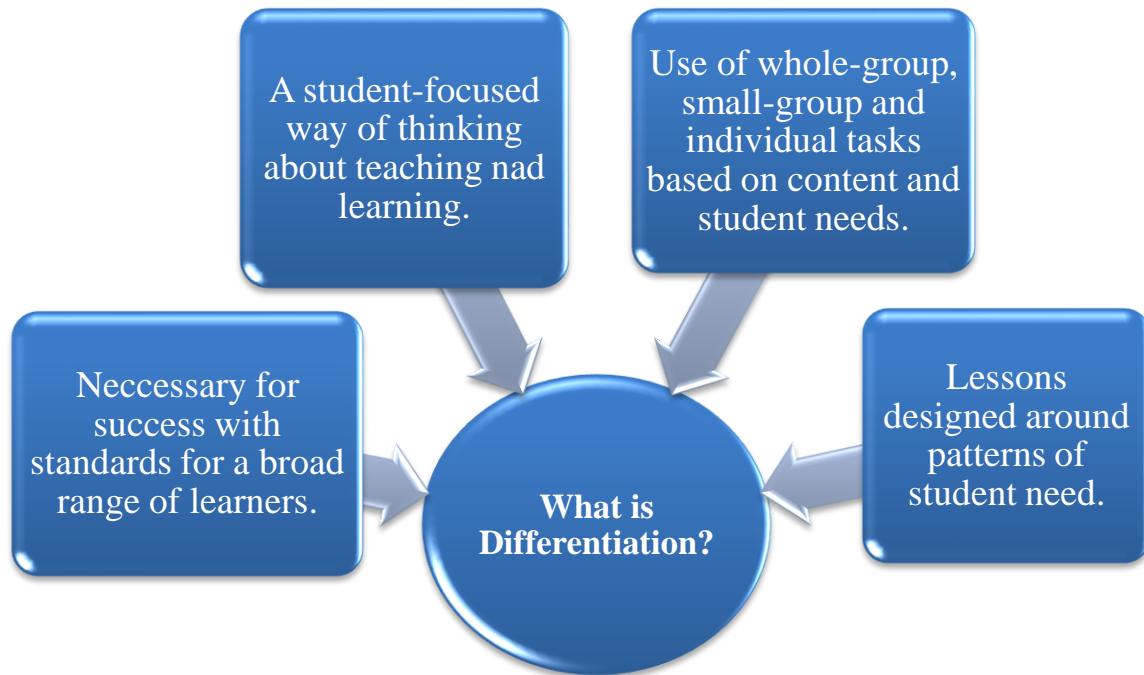 A student-focused
way of thinking
about teaching nad
learning.
Use of whole-group,
small-group and
individual tasks
based on content and
student needs.
Neccessary for
success with
standards for a broad
range of learners.
Lessons
designed around
patterns of
student need.
What is
Differentiation?